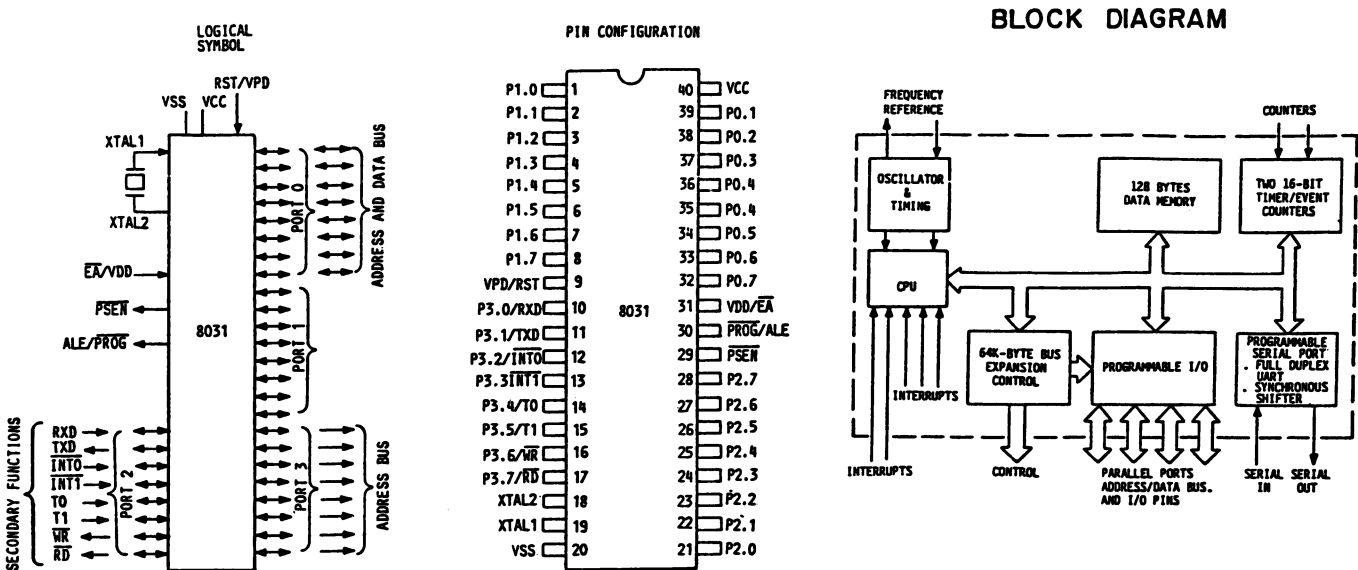 LOGICAL
SYMBOL
RST/VPD
VSS
VCC
XTAL1
XTAL2
EA/VDD
PSEN
ALE/PROG
8031
PORT 0
ADDRESS AND DATA BUS
PORT 1
SECONDARY FUNCTIONS
RXD
TXD
INT0
INT1
T0
T1
WR
RD
PORT 2
PORT 3
ADDRESS BUS
PIN CONFIGURATION
P1.0 1 40 VCC
P1.1 2 39 P0.1
P1.2 3 38 P0.2
P1.3 4 37 P0.3
P1.4 5 36 P0.4
P1.5 6 35 P0.4
P1.6 7 34 P0.5
P1.7 8 33 P0.6
VPD/RST 9 32 P0.7
P3.0/RXD 10 31 VDD/EA
8031
P3.1/TXD 11 30 PROG/ALE
P3.2/INT0 12 29 PSEN
P3.3INT1 13 28 P2.7
P3.4/T0 14 27 P2.6
P3.5/T1 15 26 P2.5
P3.6/WR 16 25 P2.4
P3.7/RD 17 24 P2.3
XTAL2 18 23 P2.2
XTAL1 19 22 P2.1
VSS 20 21 P2.0
BLOCK DIAGRAM
FREQUENCY
REFERENCE
COUNTERS
OSCILLATOR
&
TIMING
128 BYTES
DATA MEMORY
TWO 16-BIT
TIMER/EVENT
COUNTERS
CPU
64K-BYTE BUS
EXPANSION
CONTROL
PROGRAMMABLE I/O
PROGRAMMABLE
SERIAL PORT
. FULL DUPLEX
UART
. SYNCHRONOUS
SHIFTER
INTERRUPTS
INTERRUPTS
CONTROL
PARALLEL PORTS
ADDRESS/DATA BUS.
AND I/O PINS
SERIAL
IN
SERIAL
OUT